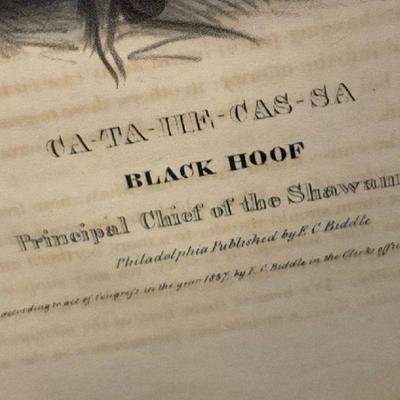 CA-TA-HE-CAS-SA
BLACK HOOF
Principal Chief of the Shawan
Philadelphia Published by E. C. Biddle
according to act of Congress in the year 1837, by E. C. Biddle in the Clerks offi